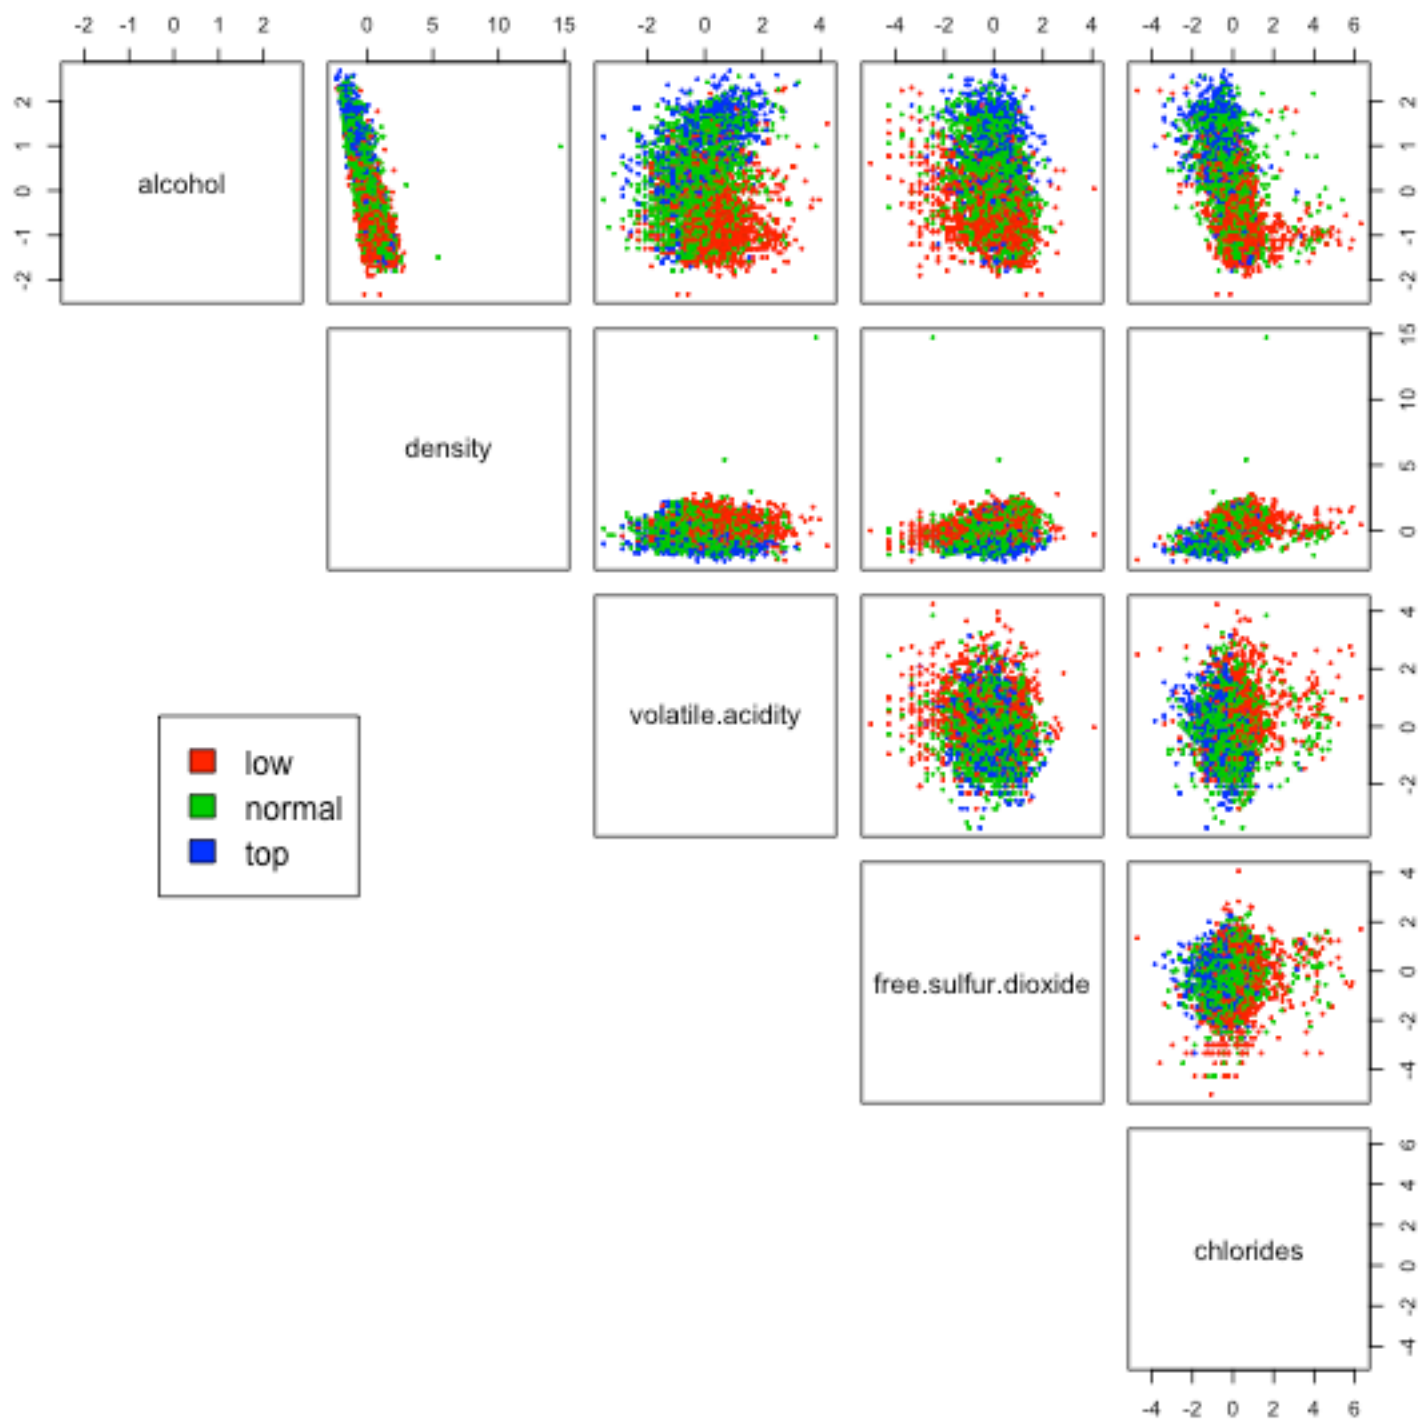 -2 -1 0 1 2 0 5 15 -2 0 2 4 -4 -2 0 2 4 -4 -2 0 2 4 6
2 1 0 -1 -2
alcohol
2 1 0 -1 -2
density
15 10 5 0
volatile.acidity
4 2 0 -2
low
normal
top
free.sulfur.dioxide
4 2 0 -2 -4
chlorides
6 4 2 0 -2 -4
-4 -2 0 2 4 6